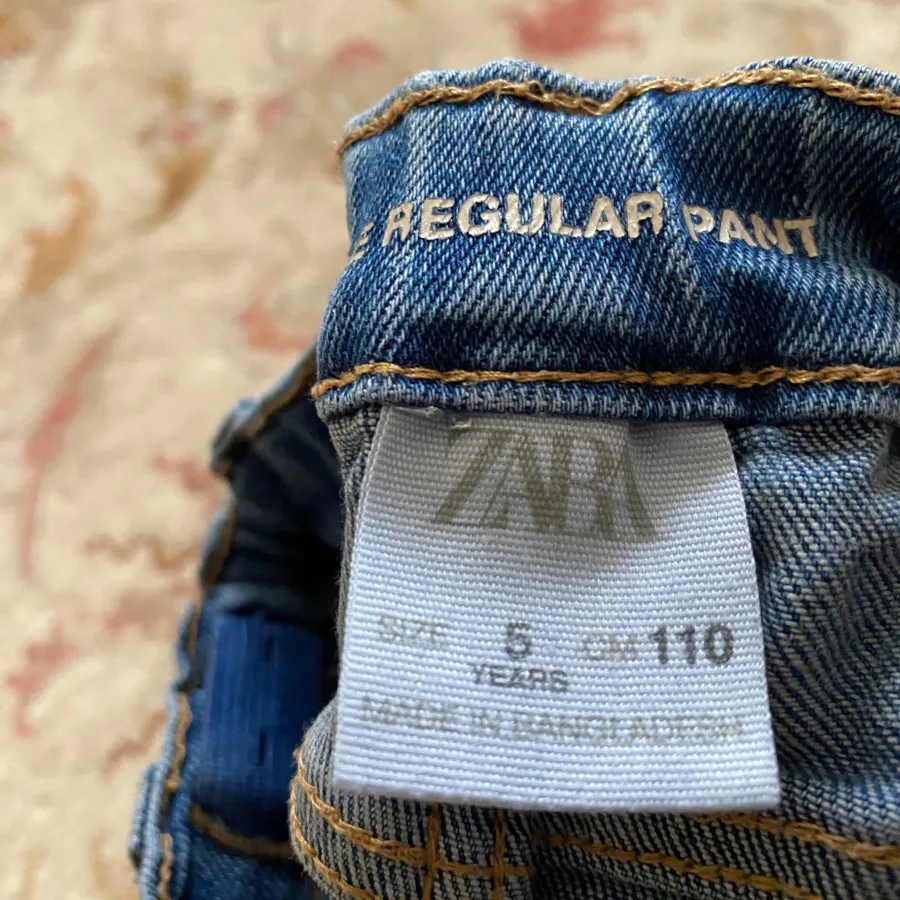 E REGULAR PANT
ZARA
SIZE 5 CM 110
YEARS
MADE IN BANGLADESH